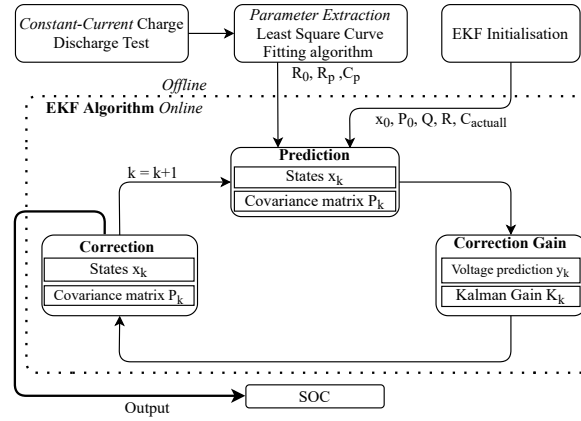 Constant-Current Charge
Discharge Test
Parameter Extraction
Least Square Curve
Fitting algorithm
EKF Initialisation
R0, Rp ,Cp
Offline
EKF Algorithm Online
x0, P0, Q, R, Cactuall
Prediction
States xk
Covariance matrix Pk
k = k+1
Correction
States xk
Covariance matrix Pk
Correction Gain
Voltage prediction yk
Kalman Gain Kk
SOC
Output